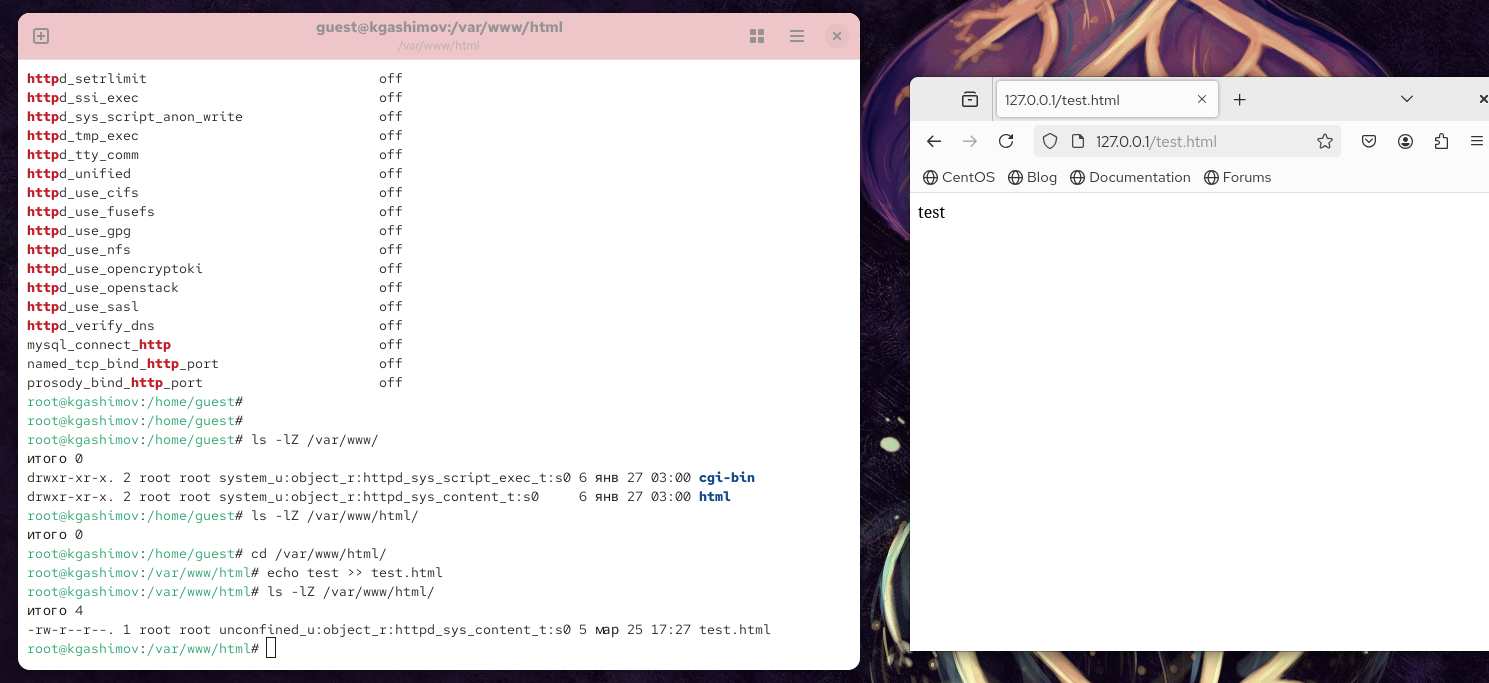 guest@kgashimov:/var/www/html
/var/www/html
httpd_setrlimit off
httpd_ssi_exec off
httpd_sys_script_anon_write off
httpd_tmp_exec off
httpd_tty_comm off
httpd_unified off
httpd_use_cifs off
httpd_use_fusefs off
httpd_use_gpg off
httpd_use_nfs off
httpd_use_opencryptoki off
httpd_use_openstack off
httpd_use_sasl off
httpd_verify_dns off
mysql_connect_http off
named_tcp_bind_http_port off
prosody_bind_http_port off
root@kgashimov:/home/guest#
root@kgashimov:/home/guest#
root@kgashimov:/home/guest# ls -lZ /var/www/
итого 0
drwxr-xr-x. 2 root root system_u:object_r:httpd_sys_script_exec_t:s0 6 янв 27 03:00 cgi-bin
drwxr-xr-x. 2 root root system_u:object_r:httpd_sys_content_t:s0 6 янв 27 03:00 html
root@kgashimov:/home/guest# ls -lZ /var/www/html/
итого 0
root@kgashimov:/home/guest# cd /var/www/html/
root@kgashimov:/var/www/html# echo test >> test.html
root@kgashimov:/var/www/html# ls -lZ /var/www/html/
итого 4
-rw-r--r--. 1 root root unconfined_u:object_r:httpd_sys_content_t:s0 5 мар 25 17:27 test.html
root@kgashimov:/var/www/html#
127.0.0.1/test.html
127.0.0.1/test.html
CentOS Blog Documentation Forums
test